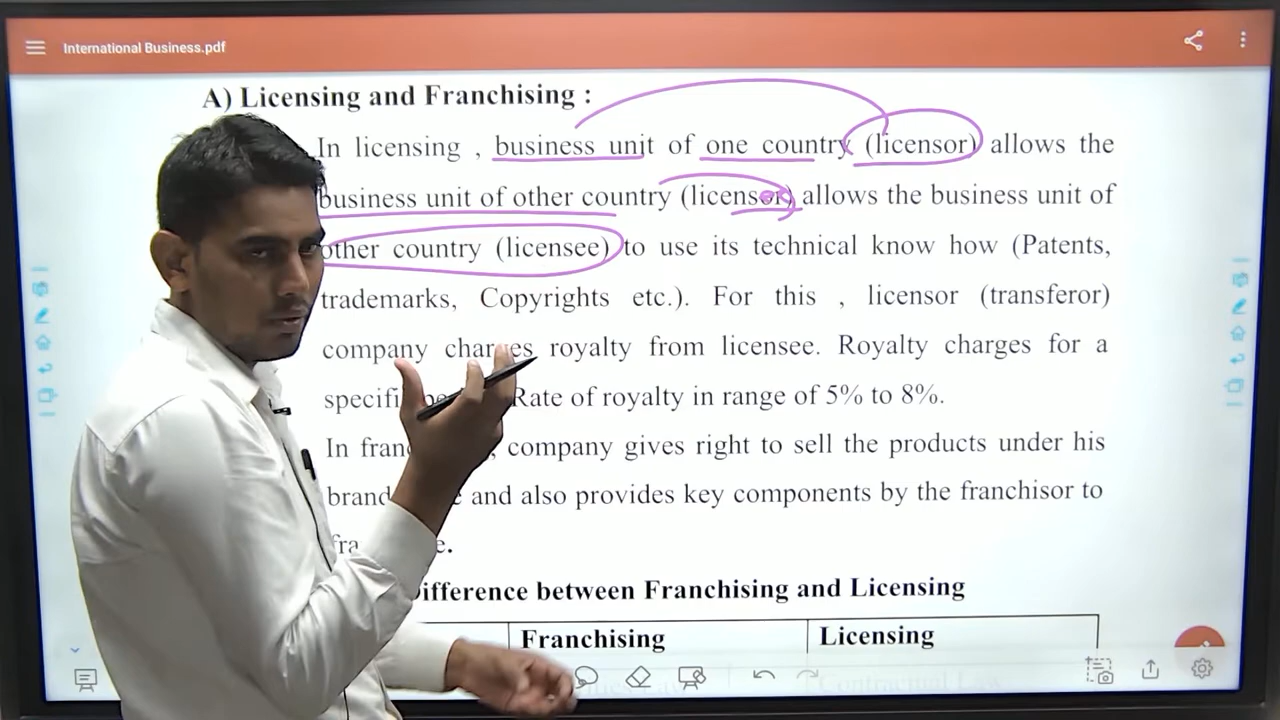 International Business.pdf
A) Licensing and Franchising :
In licensing , business unit of one country (licensor) allows the
business unit of other country (licensor) allows the business unit of
other country (licensee) to use its technical know how (Patents,
trademarks, Copyrights etc.). For this , licensor (transferor)
company charges royalty from licensee. Royalty charges for a
Rate of royalty in range of 5% to 8%.
In company gives right to sell the products under his
brand and also provides key components by the franchisor to
Difference between Franchising and Licensing
Franchising Licensing